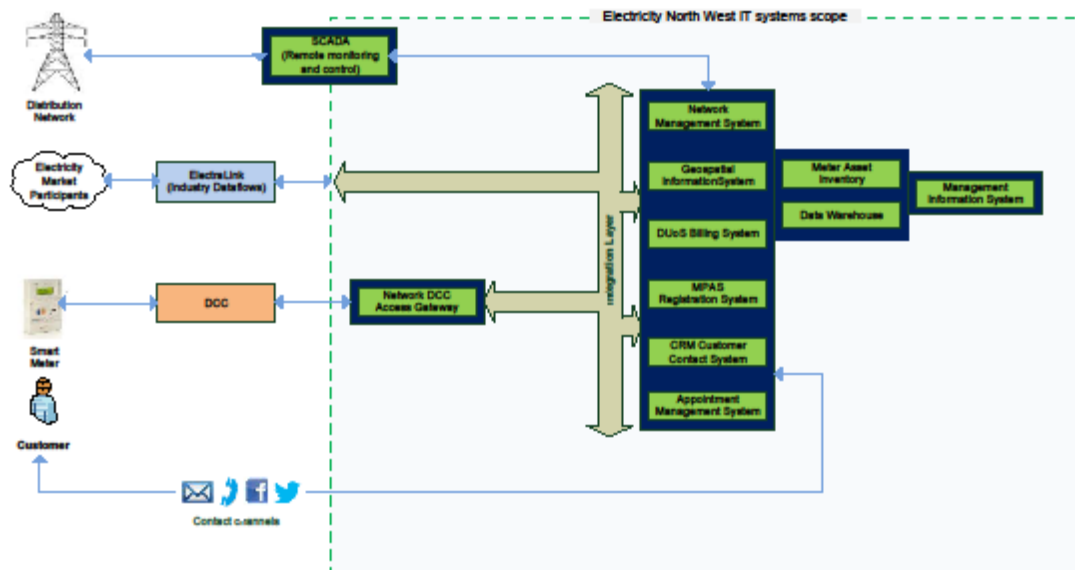 Electricity North West IT systems scope
SCADA
(Remote monitoring
and control)
Distribution
Network
Network
Management System
Electricity
Market
Participants
ElectraLink
(Industry Dataflows)
Geospatial
InformationSystem
Meter Asset
Inventory
Management
Information System
Data Warehouse
DUoS Billing System
Integration Layer
MPAS
Registration System
DCC
Network DCC
Access Gateway
Smart
Meter
CRM Customer
Contact System
Appointment
Management System
Customer
Contact channels